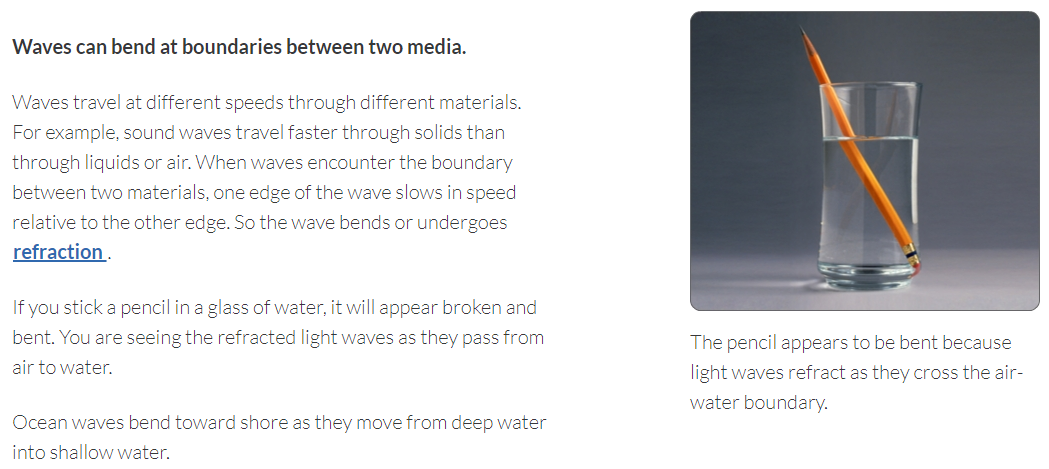 Waves can bend at boundaries between two media.
Waves travel at different speeds through different materials.
For example, sound waves travel faster through solids than
through liquids or air. When waves encounter the boundary
between two materials, one edge of the wave slows in speed
relative to the other edge. So the wave bends or undergoes
refraction .
If you stick a pencil in a glass of water, it will appear broken and
bent. You are seeing the refracted light waves as they pass from
air to water.
Ocean waves bend toward shore as they move from deep water
into shallow water.
The pencil appears to be bent because
light waves refract as they cross the air-
water boundary.